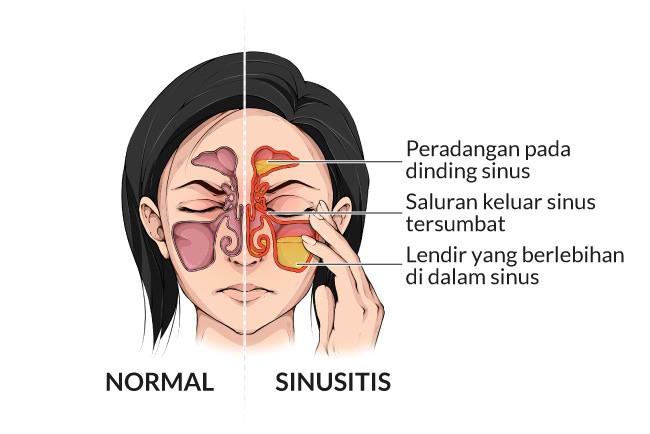 Peradangan pada
dinding sinus
Saluran keluar sinus
tersumbat
Lendir yang berlebihan
di dalam sinus
NORMAL
SINUSITIS